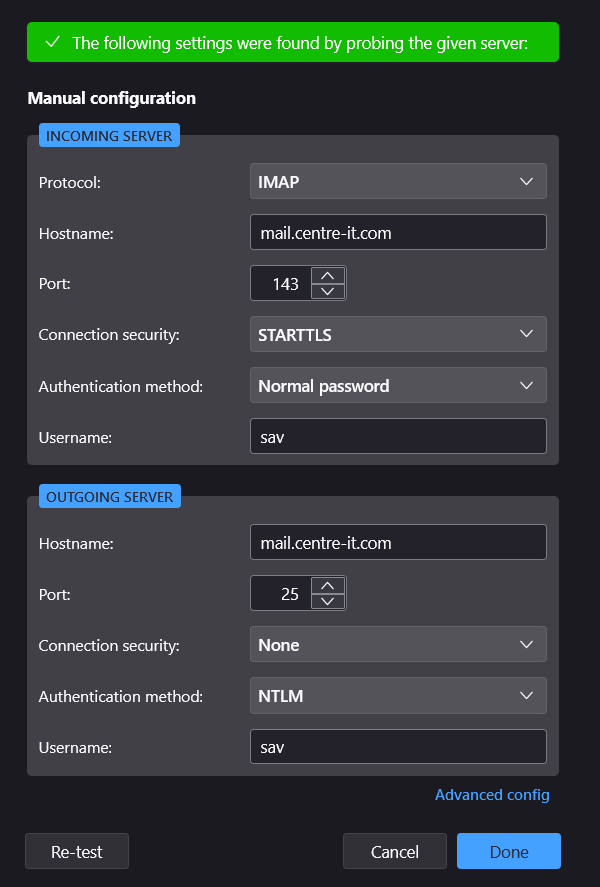 The following settings were found by probing the given server:
Manual configuration
INCOMING SERVER
Protocol: IMAP
Hostname: mail.centre-it.com
Port: 143
Connection security: STARTTLS
Authentication method: Normal password
Username: sav
OUTGOING SERVER
Hostname: mail.centre-it.com
Port: 25
Connection security: None
Authentication method: NTLM
Username: sav
Advanced config
Re-test Cancel Done